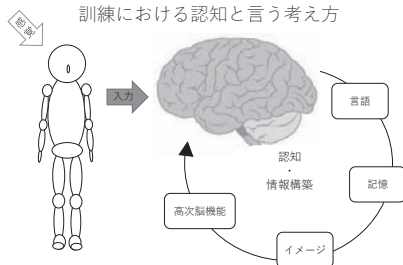 訓練における認知と言う考え方
感覚
入力
言語
認知
・
情報構築
記憶
高次脳機能
イメージ